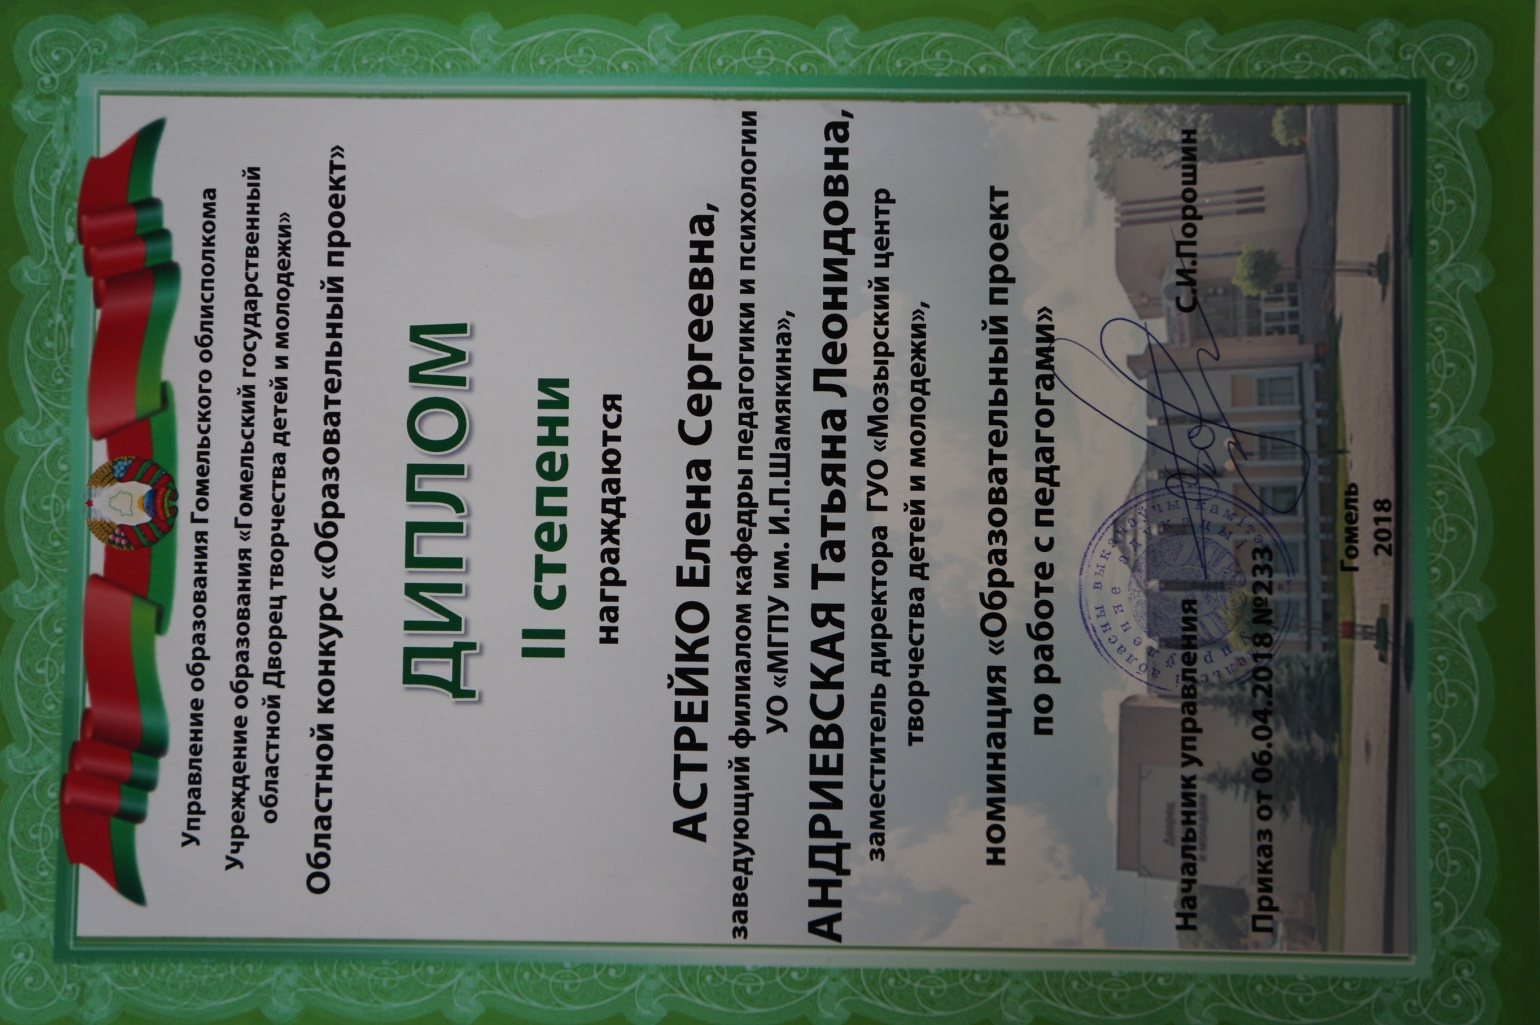 Управление образования Гомельского облисполкома
Учреждение образования «Гомельский государственный
областной Дворец творчества детей и молодежи»
Областной конкурс «Образовательный проект»
ДИПЛОМ
II степени
награждаются
АСТРЕЙКО Елена Сергеевна,
заведующий филиалом кафедры педагогики и психологии
УО «МГПУ им. И.П.Шамякина»,
АНДРИЕВСКАЯ Татьяна Леонидовна,
заместитель директора ГУО «Мозырский центр
творчества детей и молодежи»,
номинация «Образовательный проект
по работе с педагогами»
Начальник управления С.И.Порошин
Приказ от 06.04.2018 №233
Гомель
2018